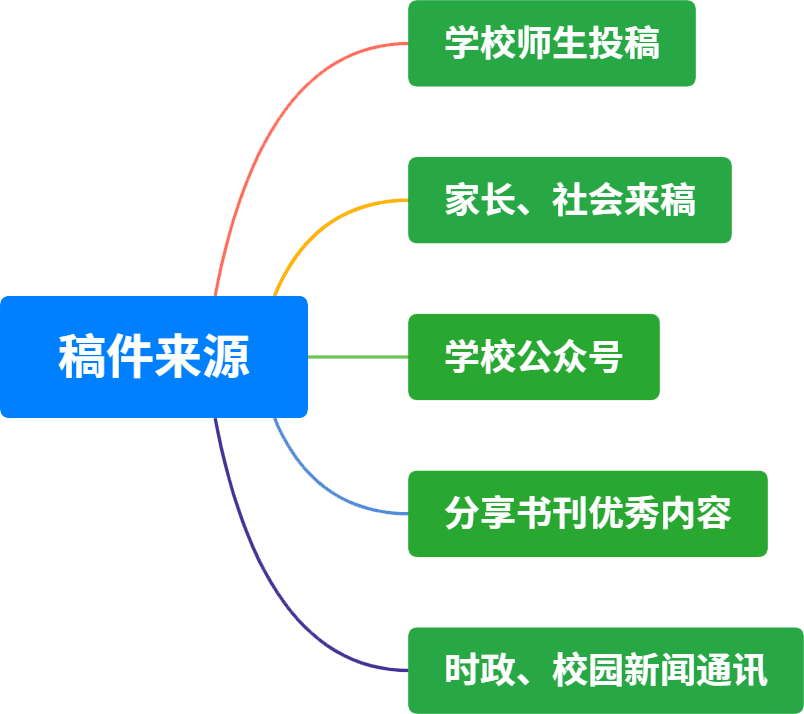 学校师生投稿
家长、社会来稿
稿件来源
学校公众号
分享书刊优秀内容
时政、校园新闻通讯